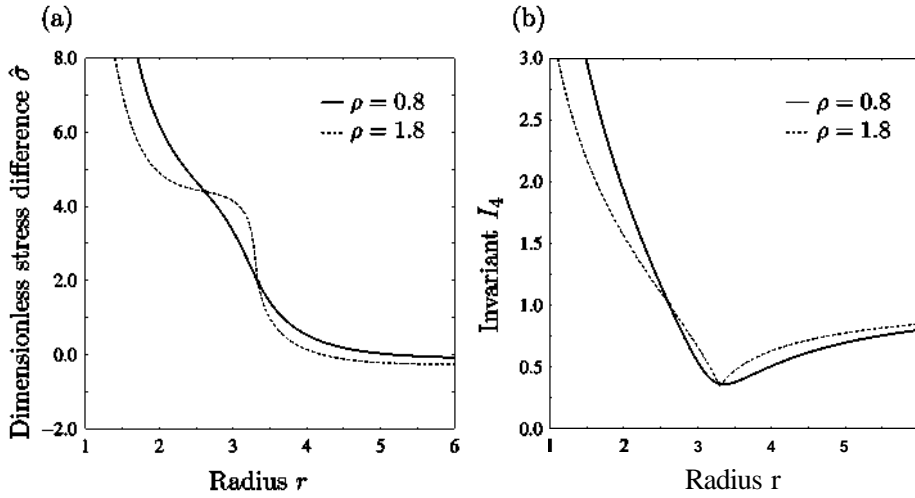 (a)
Dimensionless stress difference σ̂
8.0
6.0
4.0
2.0
0.0
−2.0
1 2 3 4 5 6
Radius r
ρ = 0.8
ρ = 1.8
(b)
Invariant I₄
3.0
2.5
2.0
1.5
1.0
0.5
0.0
1 2 3 4 5
Radius r
ρ = 0.8
ρ = 1.8